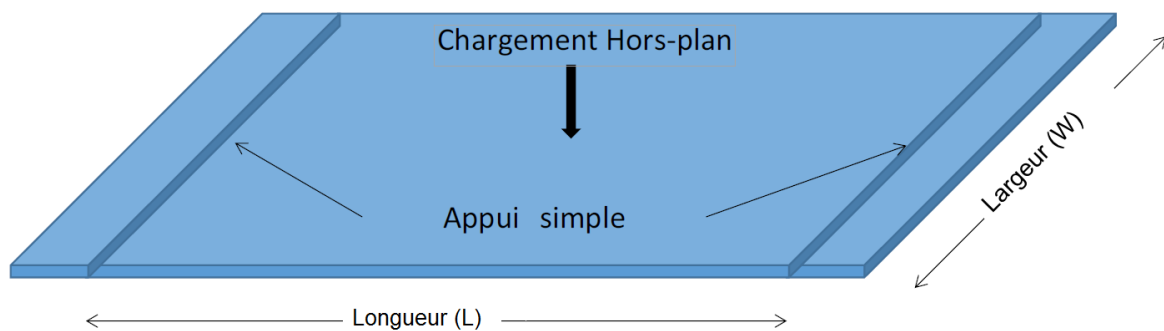 Chargement Hors-plan
Appui simple
Largeur (W)
Longueur (L)